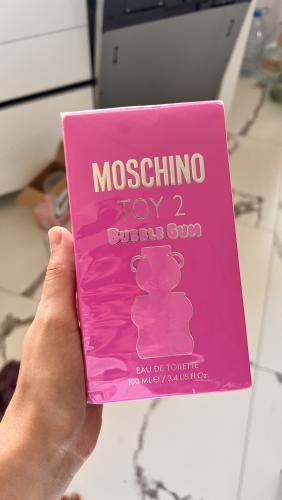 MOSCHINO
TOY 2
BUBBLE GUM
EAU DE TOILETTE
100 ML℮ / 3,4 US fl.Oz.